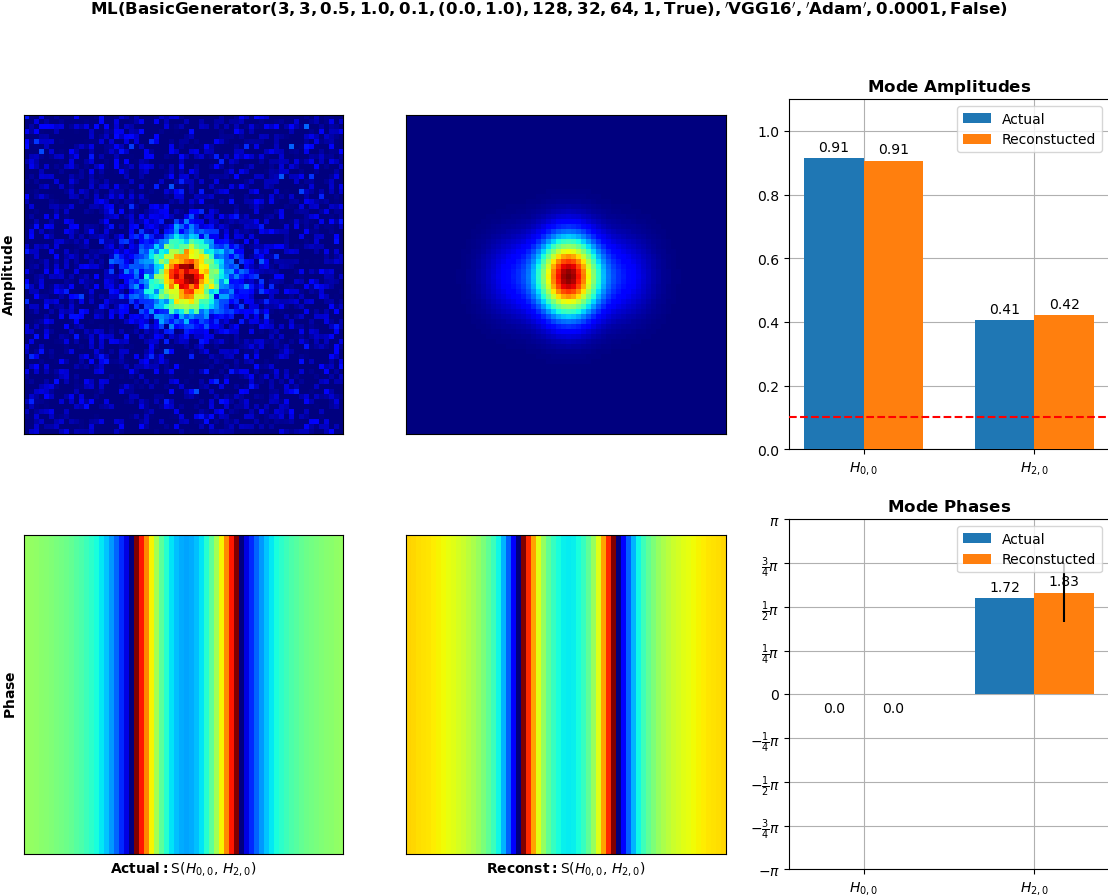 ML(BasicGenerator(3, 3, 0.5, 1.0, 0.1, (0.0, 1.0), 128, 32, 64, 1, True), 'VGG16', 'Adam', 0.0001, False)
Amplitude
Mode Amplitudes
Actual
Reconstucted
1.0
0.8
0.6
0.4
0.2
0.0
0.91
0.91
0.41
0.42
H0, 0
H2, 0
Phase
Actual: S(H0, 0, H2, 0)
Reconst: S(H0, 0, H2, 0)
Mode Phases
Actual
Reconstucted
π
3/4π
1/2π
1/4π
0
−1/4π
−1/2π
−3/4π
−π
0.0
0.0
1.72
1.83
H0, 0
H2, 0